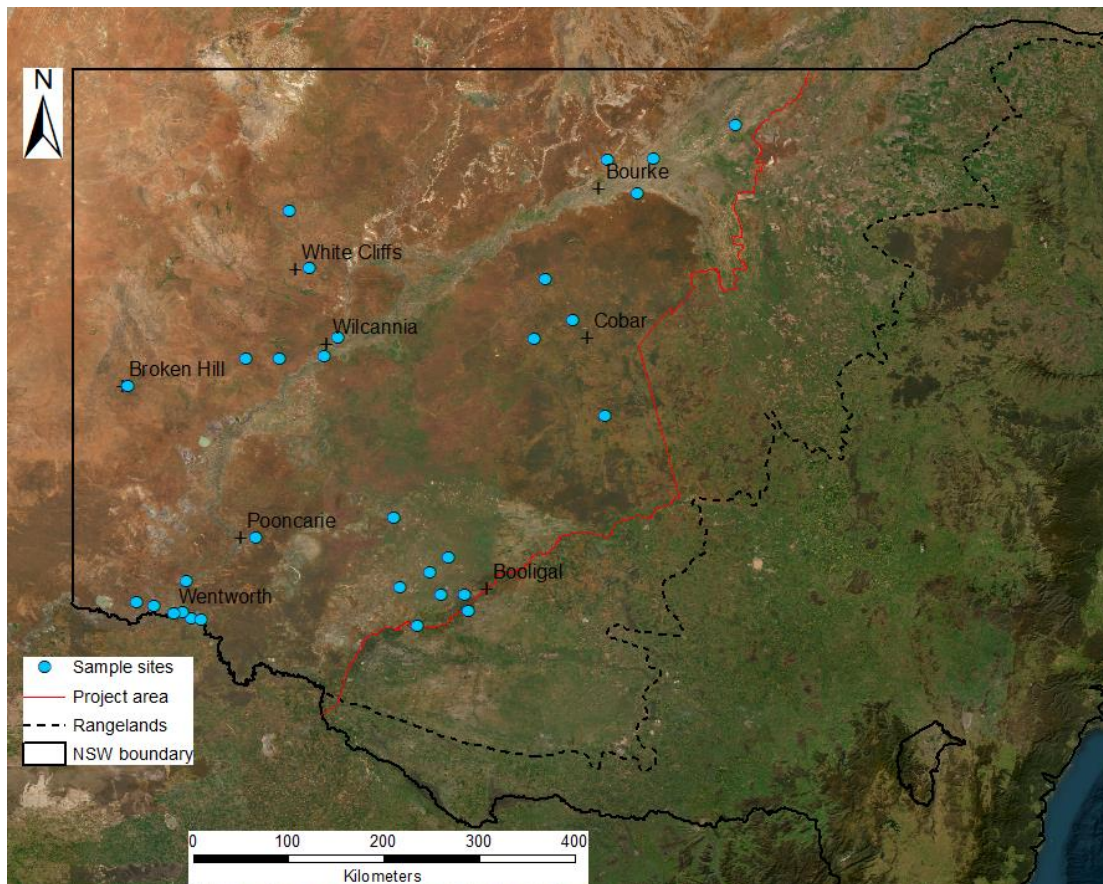 N
Bourke
White Cliffs
Wilcannia
Cobar
Broken Hill
Pooncarie
Booligal
Wentworth
Sample sites
Project area
Rangelands
NSW boundary
0 100 200 300 400
Kilometers